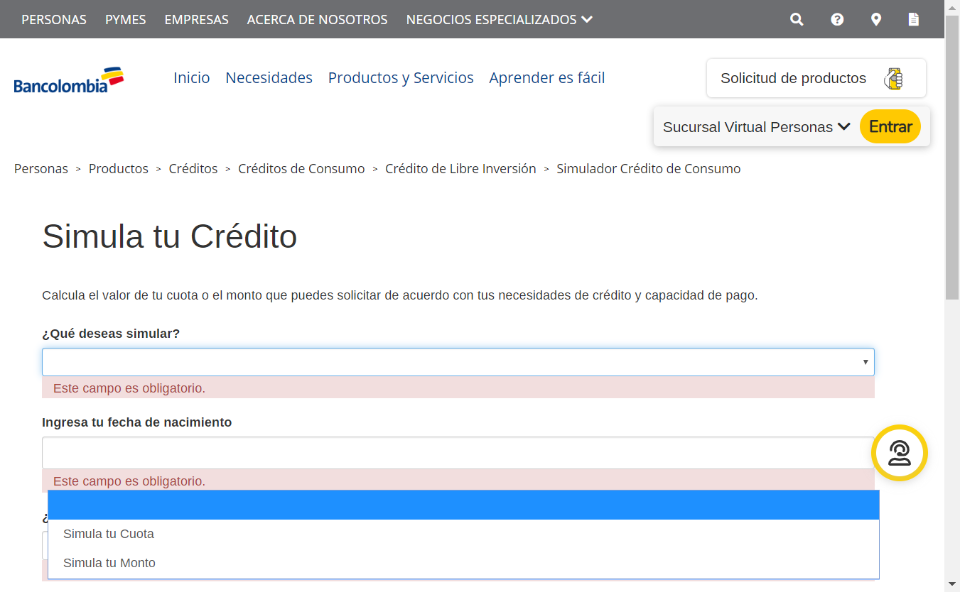 PERSONAS PYMES EMPRESAS ACERCA DE NOSOTROS NEGOCIOS ESPECIALIZADOS
Bancolombia
Inicio Necesidades Productos y Servicios Aprender es fácil
Solicitud de productos
Sucursal Virtual Personas Entrar
Personas > Productos > Créditos > Créditos de Consumo > Crédito de Libre Inversión > Simulador Crédito de Consumo
Simula tu Crédito
Calcula el valor de tu cuota o el monto que puedes solicitar de acuerdo con tus necesidades de crédito y capacidad de pago.
¿Qué deseas simular?
Este campo es obligatorio.
Ingresa tu fecha de nacimiento
Este campo es obligatorio.
¿
Simula tu Cuota
Simula tu Monto